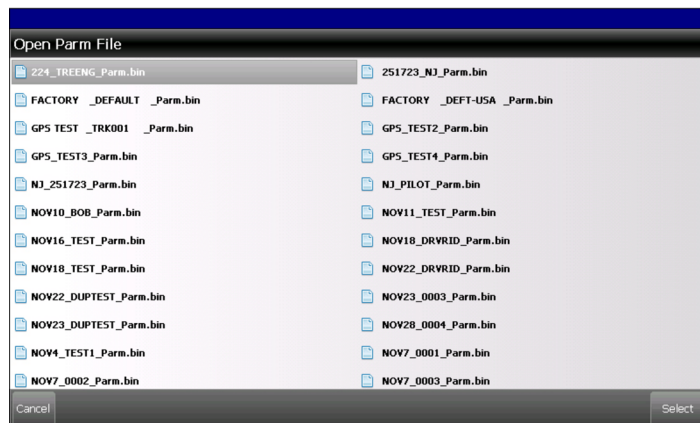 Open Parm File
224_TREENG_Parm.bin
251723_NJ_Parm.bin
FACTORY _DEFAULT _Parm.bin
FACTORY _DEFT-USA _Parm.bin
GPS TEST _TRK001 _Parm.bin
GPS_TEST2_Parm.bin
GPS_TEST3_Parm.bin
GPS_TEST4_Parm.bin
NJ_251723_Parm.bin
NJ_PILOT_Parm.bin
NOV10_BOB_Parm.bin
NOV11_TEST_Parm.bin
NOV16_TEST_Parm.bin
NOV18_DRVRID_Parm.bin
NOV18_TEST_Parm.bin
NOV22_DRVRID_Parm.bin
NOV22_DUPTEST_Parm.bin
NOV23_0003_Parm.bin
NOV23_DUPTEST_Parm.bin
NOV28_0004_Parm.bin
NOV4_TEST1_Parm.bin
NOV7_0001_Parm.bin
NOV7_0002_Parm.bin
NOV7_0003_Parm.bin
Cancel
Select